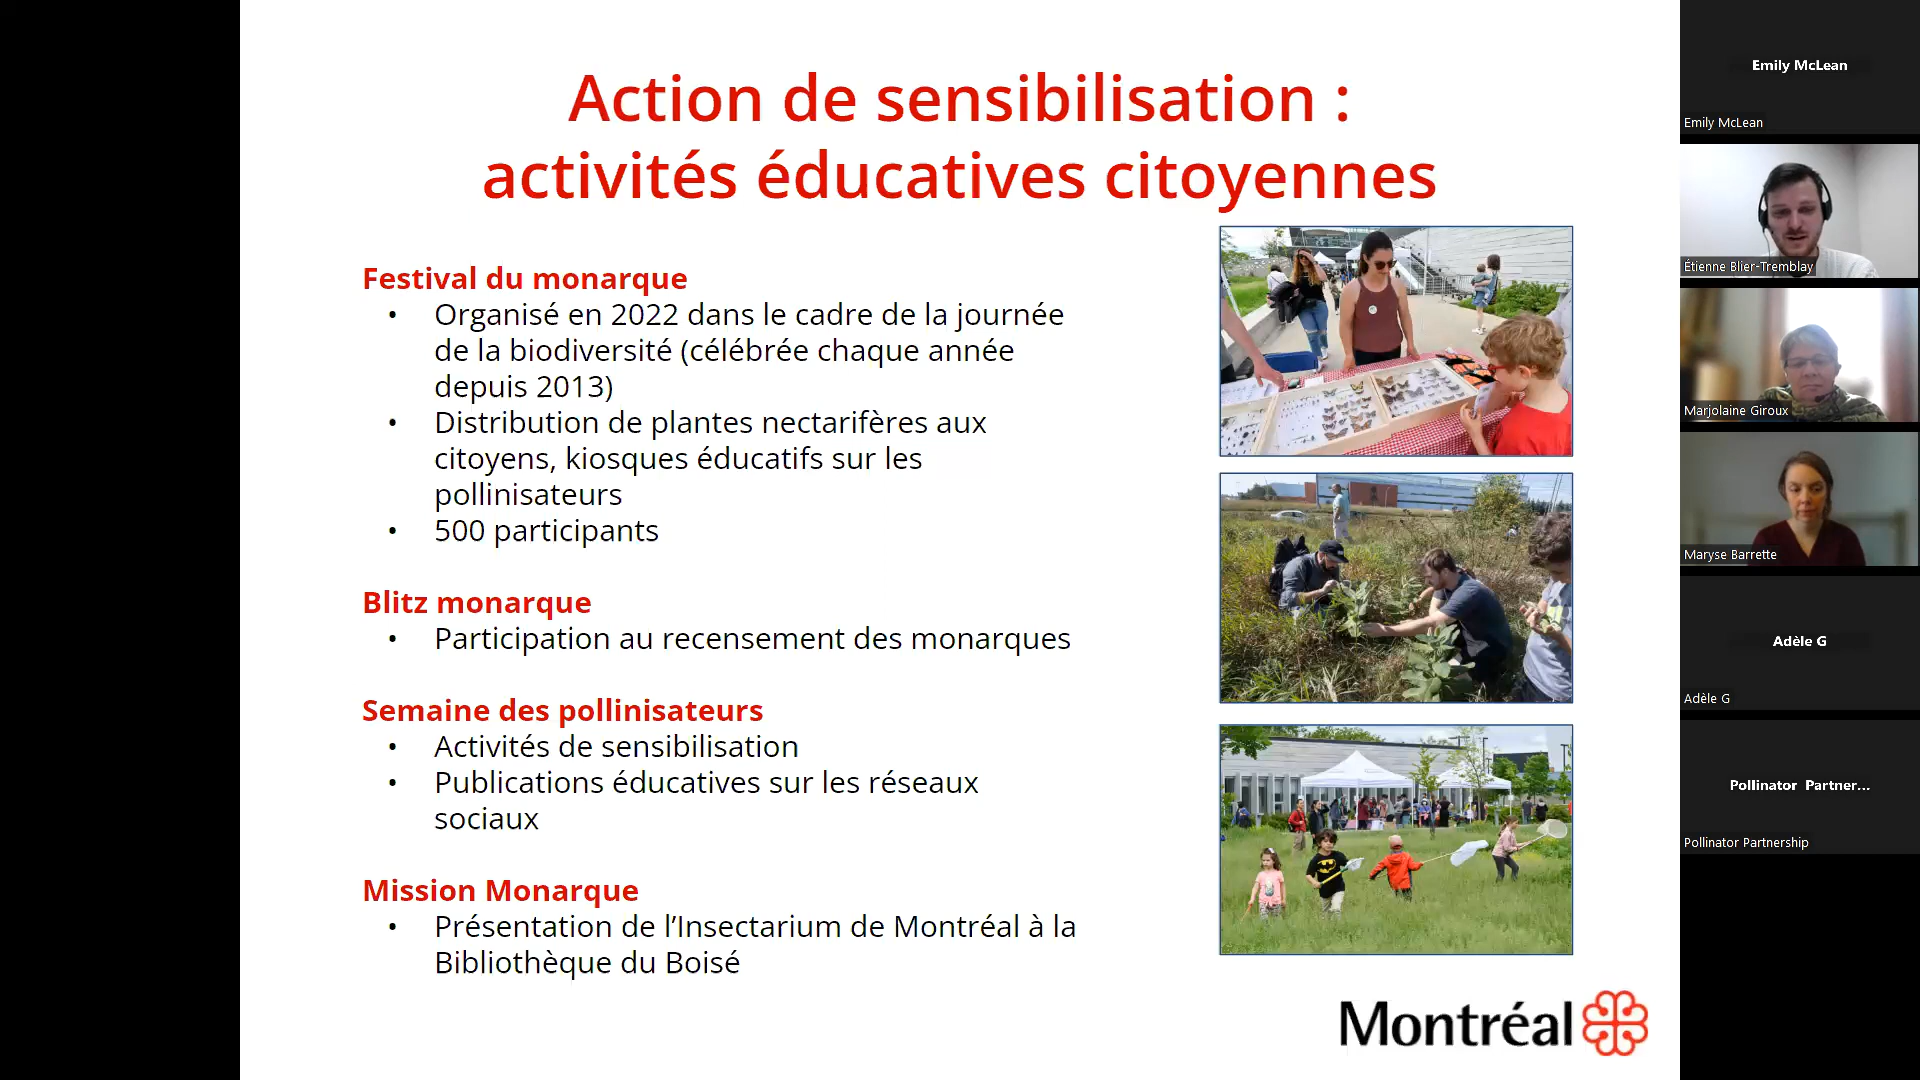 Action de sensibilisation :
activités éducatives citoyennes
Festival du monarque
• Organisé en 2022 dans le cadre de la journée
de la biodiversité (célébrée chaque année
depuis 2013)
• Distribution de plantes nectarifères aux
citoyens, kiosques éducatifs sur les
pollinisateurs
• 500 participants
Blitz monarque
• Participation au recensement des monarques
Semaine des pollinisateurs
• Activités de sensibilisation
• Publications éducatives sur les réseaux
sociaux
Mission Monarque
• Présentation de l’Insectarium de Montréal à la
Bibliothèque du Boisé
Montréal
Emily McLean
Emily McLean
Étienne Blier-Tremblay
Marjolaine Giroux
Maryse Barrette
Adèle G
Adèle G
Pollinator Partner...
Pollinator Partnership